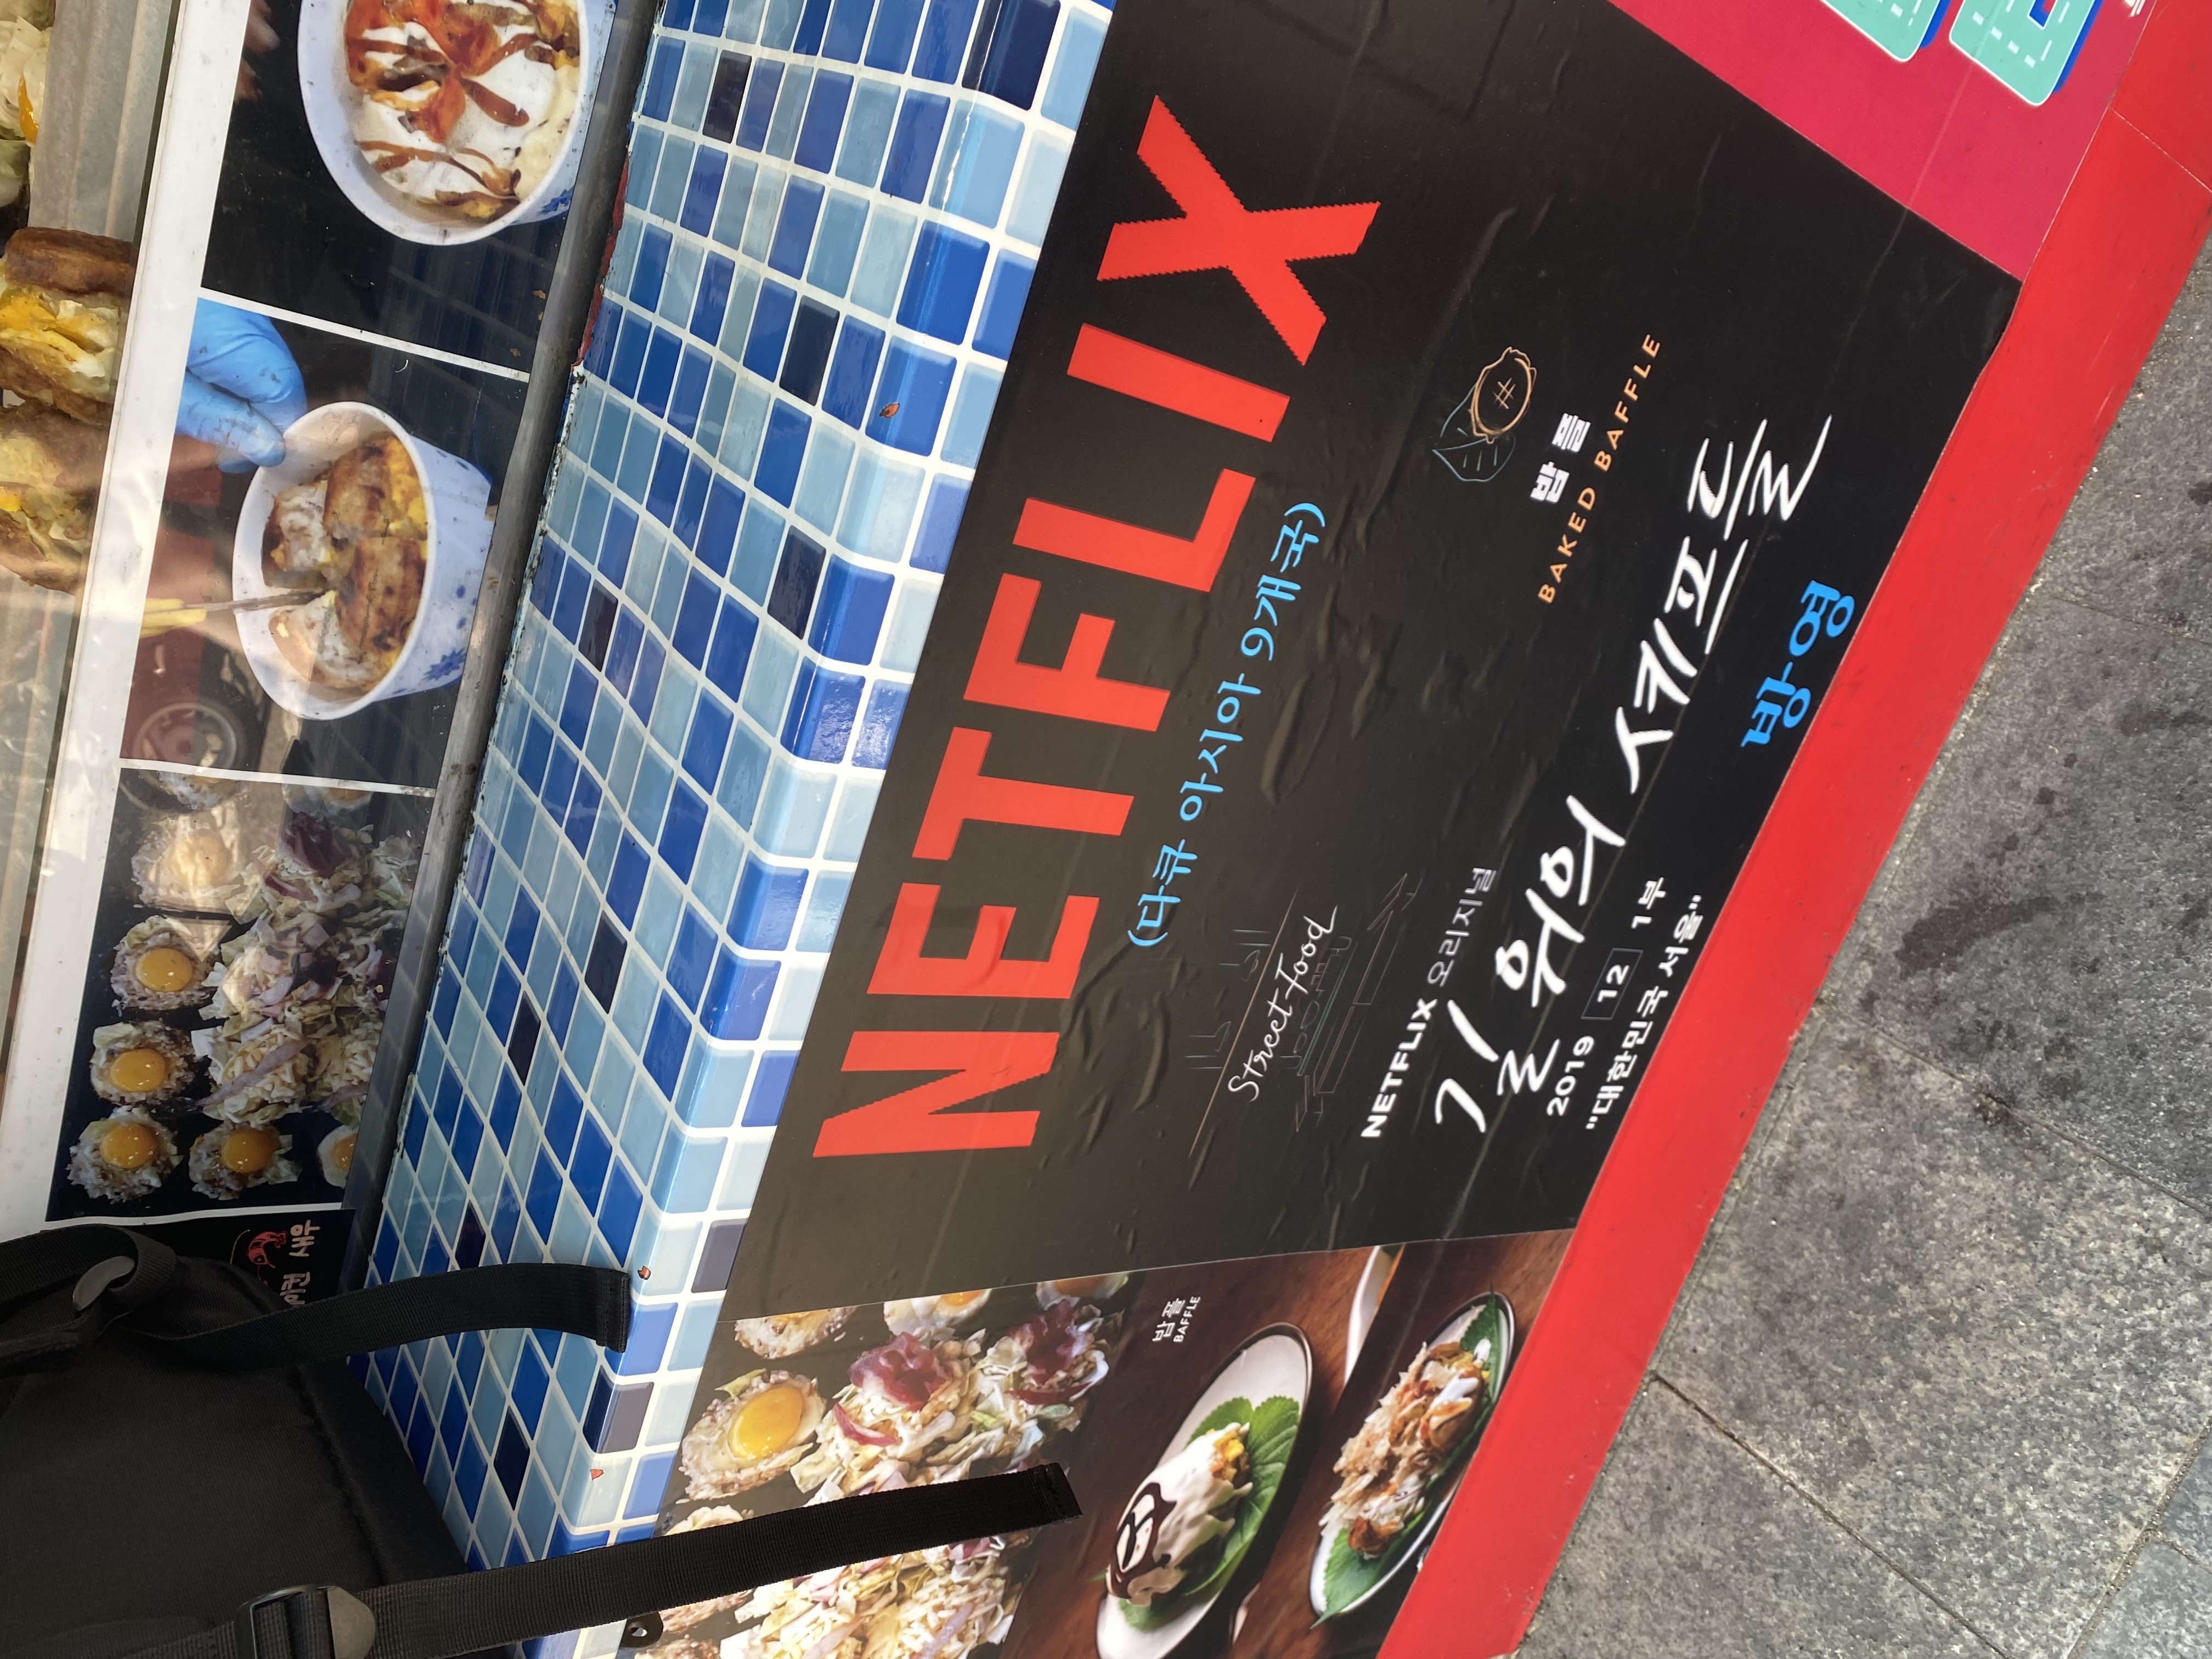 새우
NETFLIX
(다큐 아시아 9개국)
밥플
BAFFLE
Street Food
NETFLIX 오리지널
길 위의 셰프들
2019 12 1부
"대한민국 서울"
밥플
BAKED BAFFLE
방영